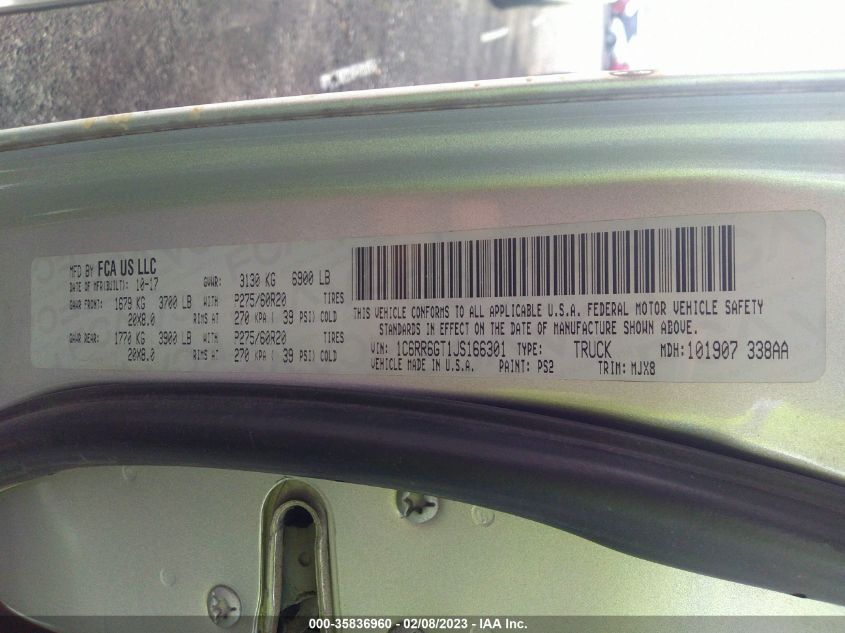 MFD BY FCA US LLC
DATE OF MFR(BUILT): 10-17 GVWR: 3130 KG 6900 LB
GAWR FRONT: 1679 KG 3700 LB WITH P275/60R20 TIRES
20X8.0 RIMS AT 270 KPA ( 39 PSI) COLD
GAWR REAR: 1770 KG 3900 LB WITH P275/60R20 TIRES
20X8.0 RIMS AT 270 KPA ( 39 PSI) COLD
THIS VEHICLE CONFORMS TO ALL APPLICABLE U.S.A. FEDERAL MOTOR VEHICLE SAFETY
STANDARDS IN EFFECT ON THE DATE OF MANUFACTURE SHOWN ABOVE.
VIN: 1C6RR6GT1JS166301 TYPE: TRUCK MDH: 101907 338AA
VEHICLE MADE IN U.S.A. PAINT: PS2 TRIM: MJX8
000-35836960 - 02/08/2023 - IAA Inc.